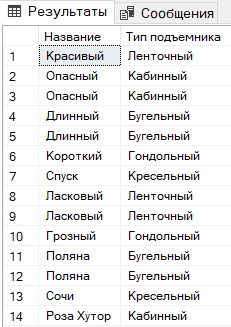 Результаты Сообщения
Название Тип подъемника
1 Красивый Ленточный
2 Опасный Кабинный
3 Опасный Кабинный
4 Длинный Бугельный
5 Длинный Бугельный
6 Короткий Гондольный
7 Спуск Кресельный
8 Ласковый Ленточный
9 Ласковый Ленточный
10 Грозный Гондольный
11 Поляна Бугельный
12 Поляна Бугельный
13 Сочи Кресельный
14 Роза Хутор Кабинный